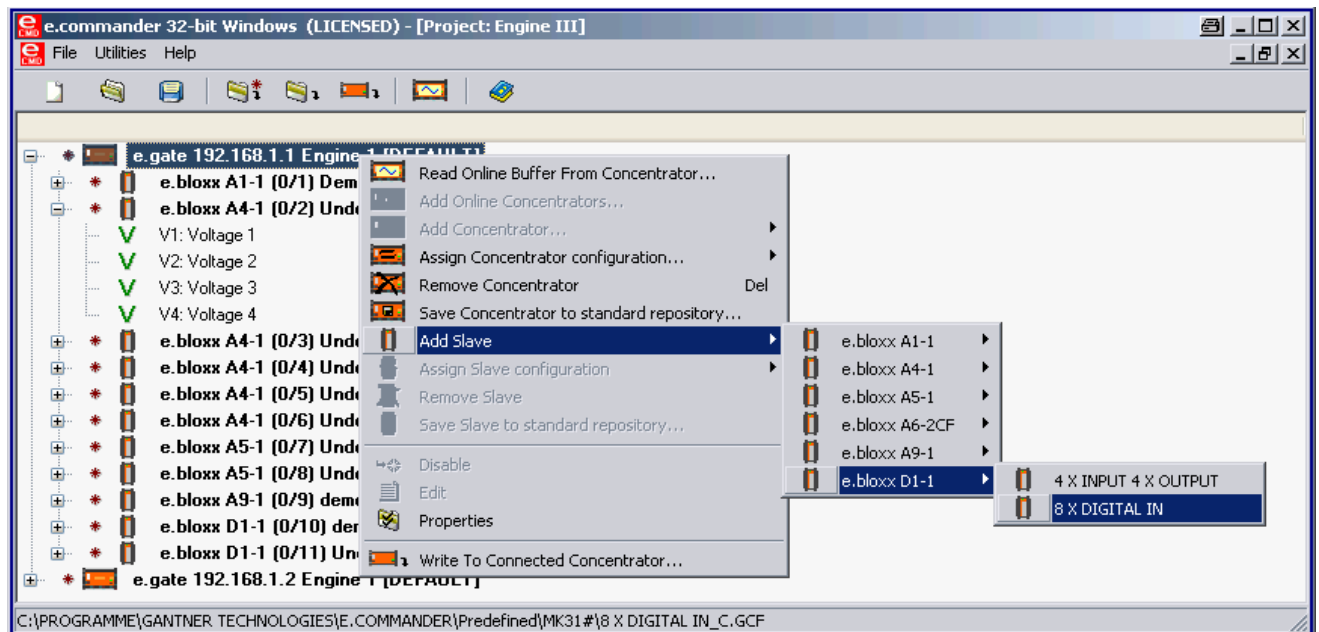 e.commander 32-bit Windows (LICENSED) - [Project: Engine III]
File Utilities Help
e.gate 192.168.1.1 Engine 1 [DEFAULT]
e.bloxx A1-1 (0/1) Dem
e.bloxx A4-1 (0/2) Unde
V1: Voltage 1
V2: Voltage 2
V3: Voltage 3
V4: Voltage 4
e.bloxx A4-1 (0/3) Unde
e.bloxx A4-1 (0/4) Unde
e.bloxx A4-1 (0/5) Unde
e.bloxx A4-1 (0/6) Unde
e.bloxx A5-1 (0/7) Unde
e.bloxx A5-1 (0/8) Unde
e.bloxx A9-1 (0/9) demo
e.bloxx D1-1 (0/10) der
e.bloxx D1-1 (0/11) Un
e.gate 192.168.1.2 Engine 1 [DEFAULT]
Read Online Buffer From Concentrator...
Add Online Concentrators...
Add Concentrator...
Assign Concentrator configuration...
Remove Concentrator Del
Save Concentrator to standard repository...
Add Slave
Assign Slave configuration
Remove Slave
Save Slave to standard repository...
Disable
Edit
Properties
Write To Connected Concentrator...
e.bloxx A1-1
e.bloxx A4-1
e.bloxx A5-1
e.bloxx A6-2CF
e.bloxx A9-1
e.bloxx D1-1
4 X INPUT 4 X OUTPUT
8 X DIGITAL IN
C:\PROGRAMME\GANTNER TECHNOLOGIES\E.COMMANDER\Predefined\MK31#\8 X DIGITAL IN_C.GCF